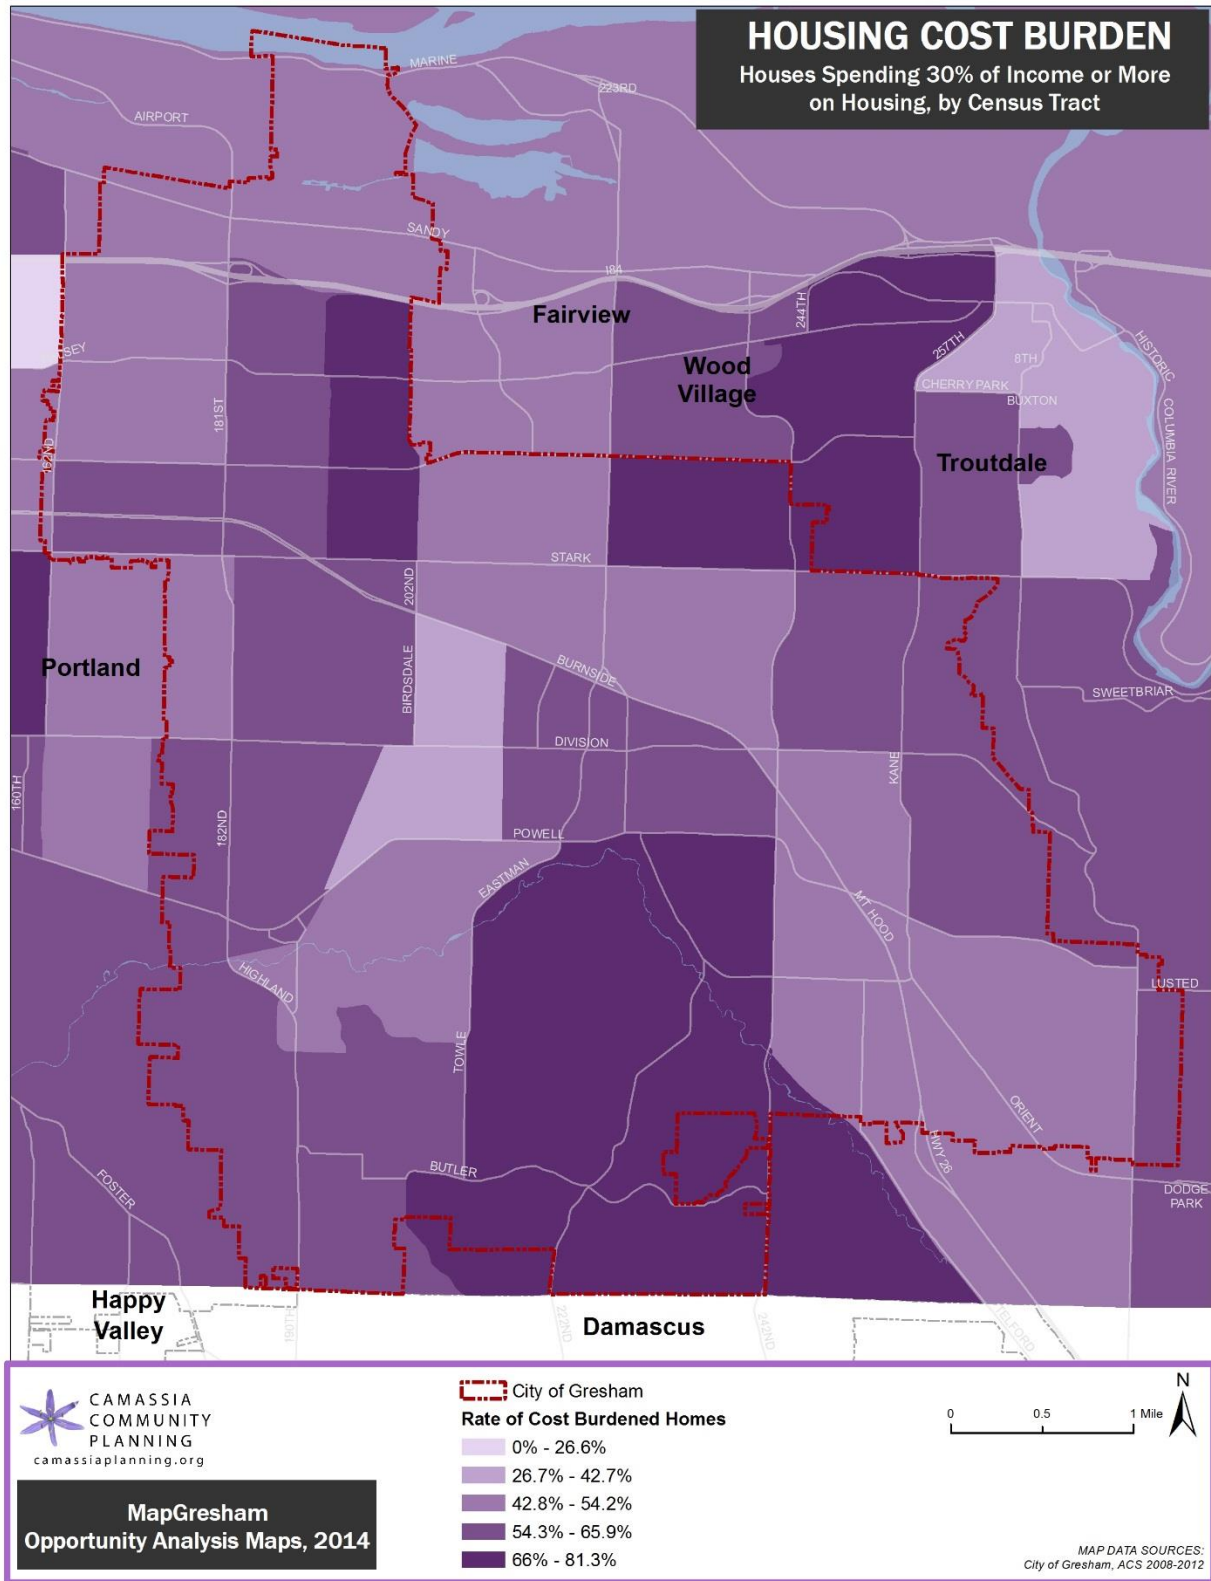 HOUSING COST BURDEN
Houses Spending 30% of Income or More
on Housing, by Census Tract
MARINE
223RD
AIRPORT
SANDY
I84
Fairview
244TH
257TH
HISTORIC
COLUMBIA RIVER
Wood
Village
8TH
CHERRY PARK
BUXTON
181ST
162ND
Troutdale
STARK
202ND
Portland
BIRDSDALE
BURNSIDE
SWEETBRIAR
DIVISION
KANE
160TH
182ND
POWELL
EASTMAN
MT HOOD
HIGHLAND
LUSTED
TOWLE
ORIENT
HWY 26
BUTLER
FOSTER
DODGE
PARK
Happy
Valley
190TH
Damascus
222ND
242ND
TELFORD
CAMASSIA
COMMUNITY
PLANNING
camassiaplanning.org
MapGresham
Opportunity Analysis Maps, 2014
City of Gresham
Rate of Cost Burdened Homes
0% - 26.6%
26.7% - 42.7%
42.8% - 54.2%
54.3% - 65.9%
66% - 81.3%
N
0 0.5 1 Mile
MAP DATA SOURCES:
City of Gresham, ACS 2008-2012